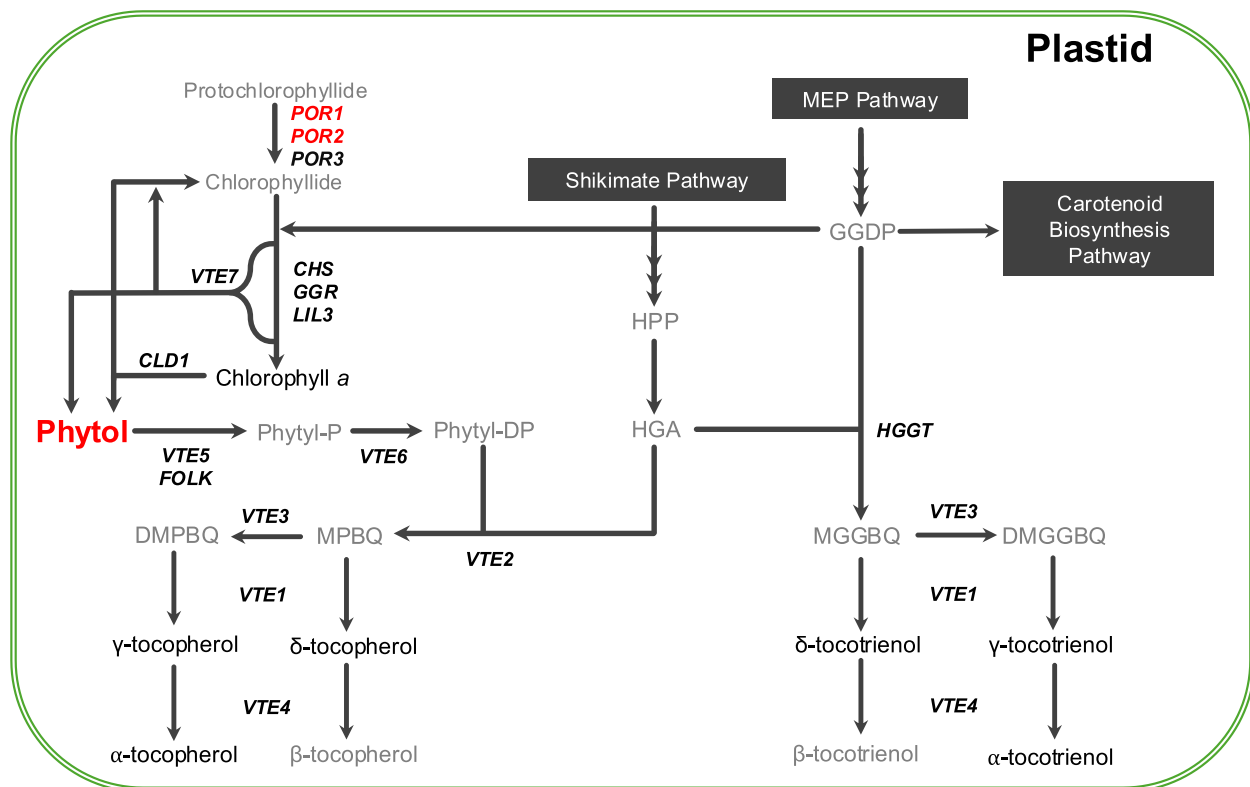 Plastid
Protochlorophyllide
POR1
POR2
POR3
Chlorophyllide
MEP Pathway
Shikimate Pathway
GGDP
Carotenoid
Biosynthesis
Pathway
VTE7
CHS
GGR
LIL3
HPP
CLD1
Chlorophyll a
Phytol
VTE5
FOLK
Phytyl-P
VTE6
Phytyl-DP
HGA
HGGT
DMPBQ
VTE3
MPBQ
VTE2
MGGBQ
VTE3
DMGGBQ
VTE1
VTE1
γ-tocopherol
δ-tocopherol
δ-tocotrienol
γ-tocotrienol
VTE4
VTE4
α-tocopherol
β-tocopherol
β-tocotrienol
α-tocotrienol